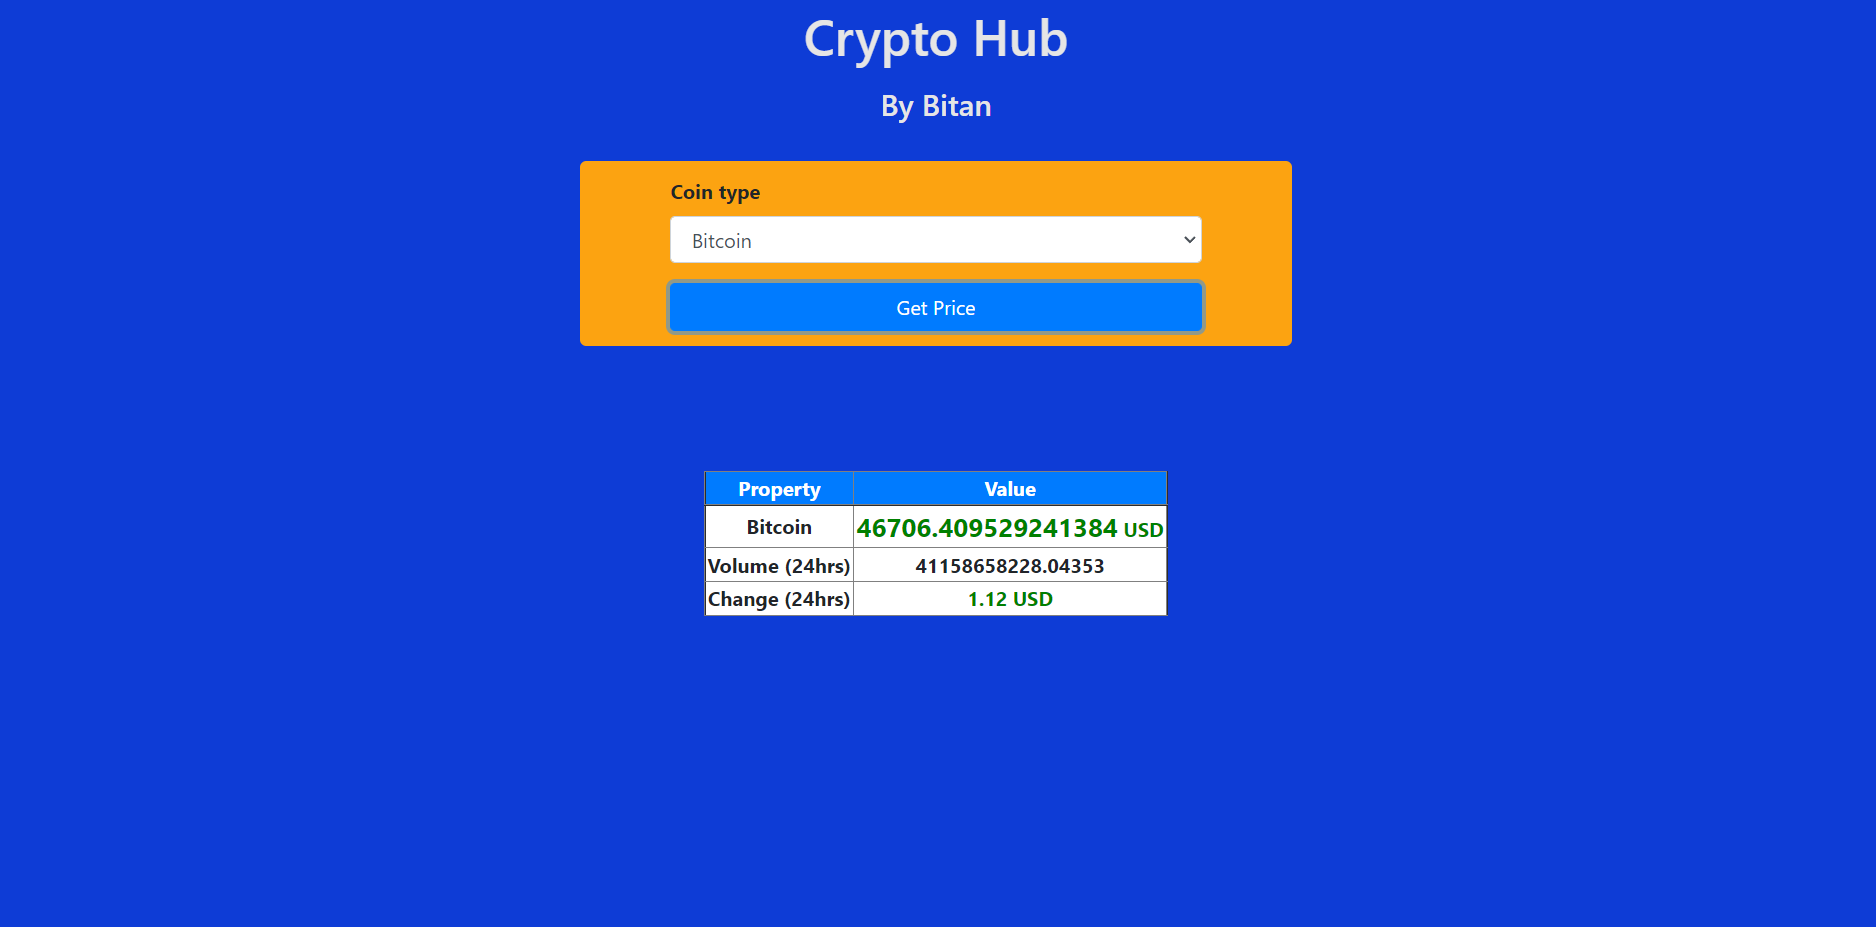 Crypto Hub
By Bitan
Coin type
Bitcoin
Get Price
Property Value
Bitcoin 46706.409529241384 USD
Volume (24hrs) 41158658228.04353
Change (24hrs) 1.12 USD